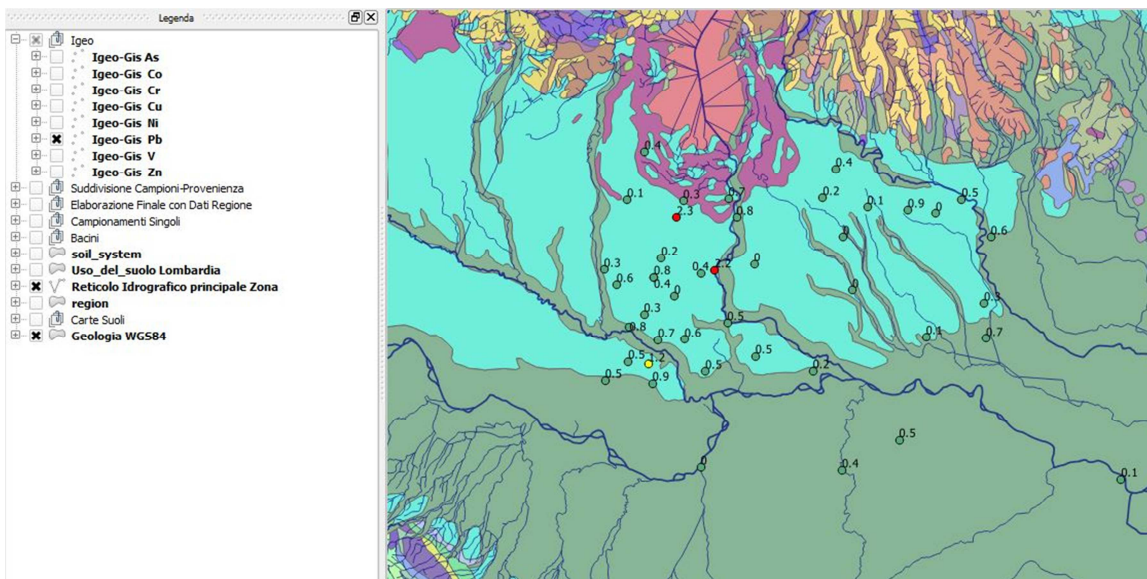 Legenda
Igeo
Igeo-Gis As
Igeo-Gis Co
Igeo-Gis Cr
Igeo-Gis Cu
Igeo-Gis Ni
Igeo-Gis Pb
Igeo-Gis V
Igeo-Gis Zn
Suddivisione Campioni-Provenienza
Elaborazione Finale con Dati Regione
Campionamenti Singoli
Bacini
soil_system
Uso_del_suolo Lombardia
Reticolo Idrografico principale Zona
region
Carte Suoli
Geologia WGS84
0.4
0.4
0.1
0.3
0.7
0.2
0.1
0.9
0
0.5
2.3
0.8
0
0.6
0.2
0.3
0.8
0.4
2.2
0
0.6
0.4
0
0
0.3
0.3
0.8
0.5
0.7
0.6
0.1
0.7
0.5
1.2
0.5
0.5
0.9
0.5
0.2
0.5
0
0.4
0.1